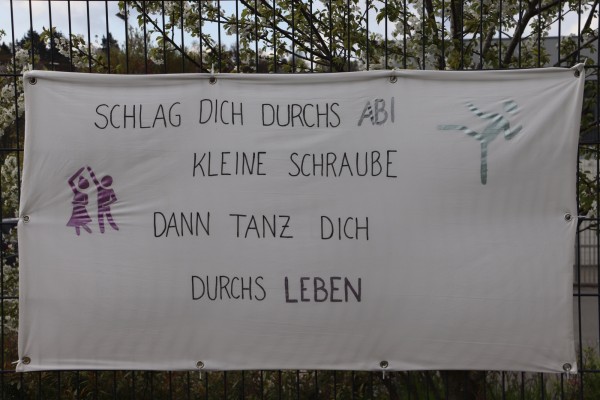 SCHLAG DICH DURCHS ABI
KLEINE SCHRAUBE
DANN TANZ DICH
DURCHS LEBEN